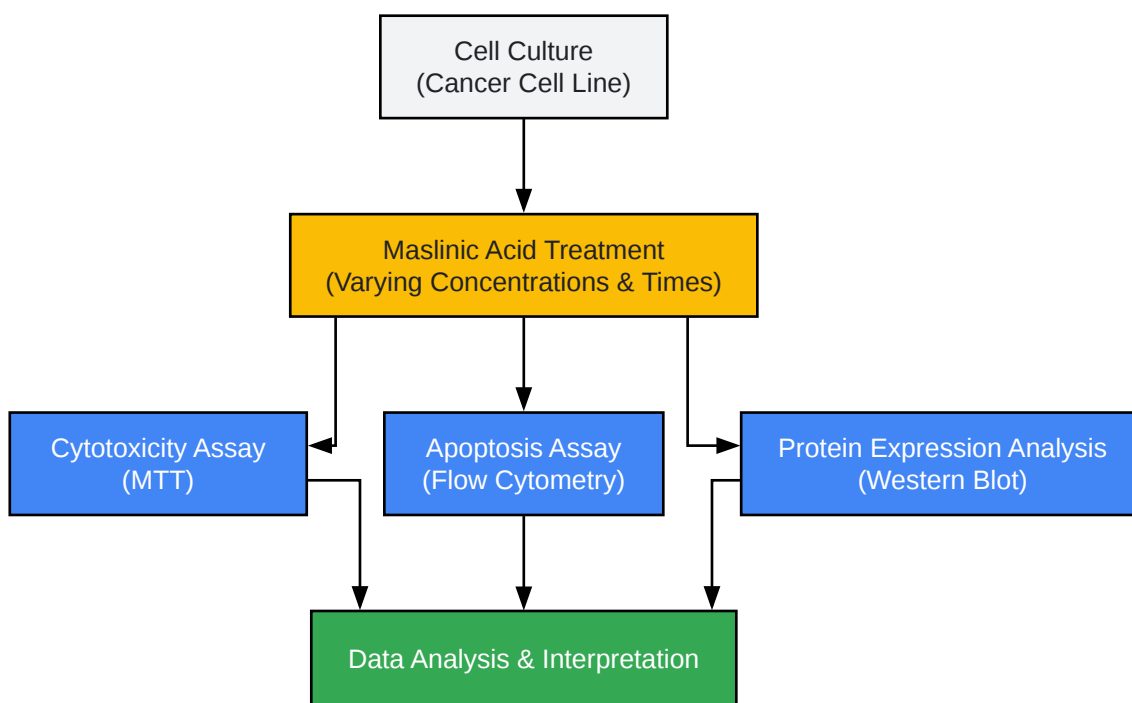 Cell Culture
(Cancer Cell Line)
Maslinic Acid Treatment
(Varying Concentrations & Times)
Cytotoxicity Assay
(MTT)
Apoptosis Assay
(Flow Cytometry)
Protein Expression Analysis
(Western Blot)
Data Analysis & Interpretation